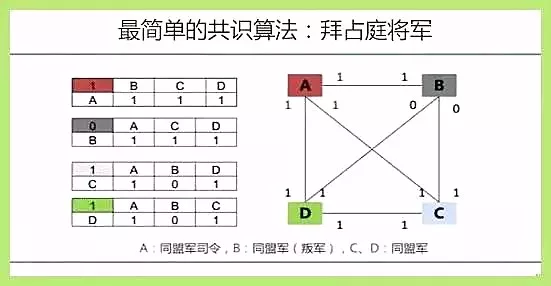 最简单的共识算法：拜占庭将军
1 B C D
A 1 1 1
0 A C D
B 1 1 1
1 A B D
C 1 0 1
1 A B C
D 1 0 1
A 1 1 B
1 1 0 0
1 1 1 1
D 1 1 C
A：同盟军司令，B：同盟军（叛军），C、D：同盟军